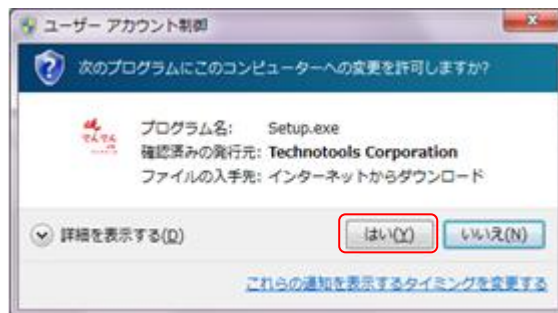 ユーザー アカウント制御
次のプログラムにこのコンピューターへの変更を許可しますか?
でんでん
プログラム名: Setup.exe
確認済みの発行元: Technotools Corporation
ファイルの入手先: インターネットからダウンロード
詳細を表示する(D)
はい(Y)
いいえ(N)
これらの通知を表示するタイミングを変更する